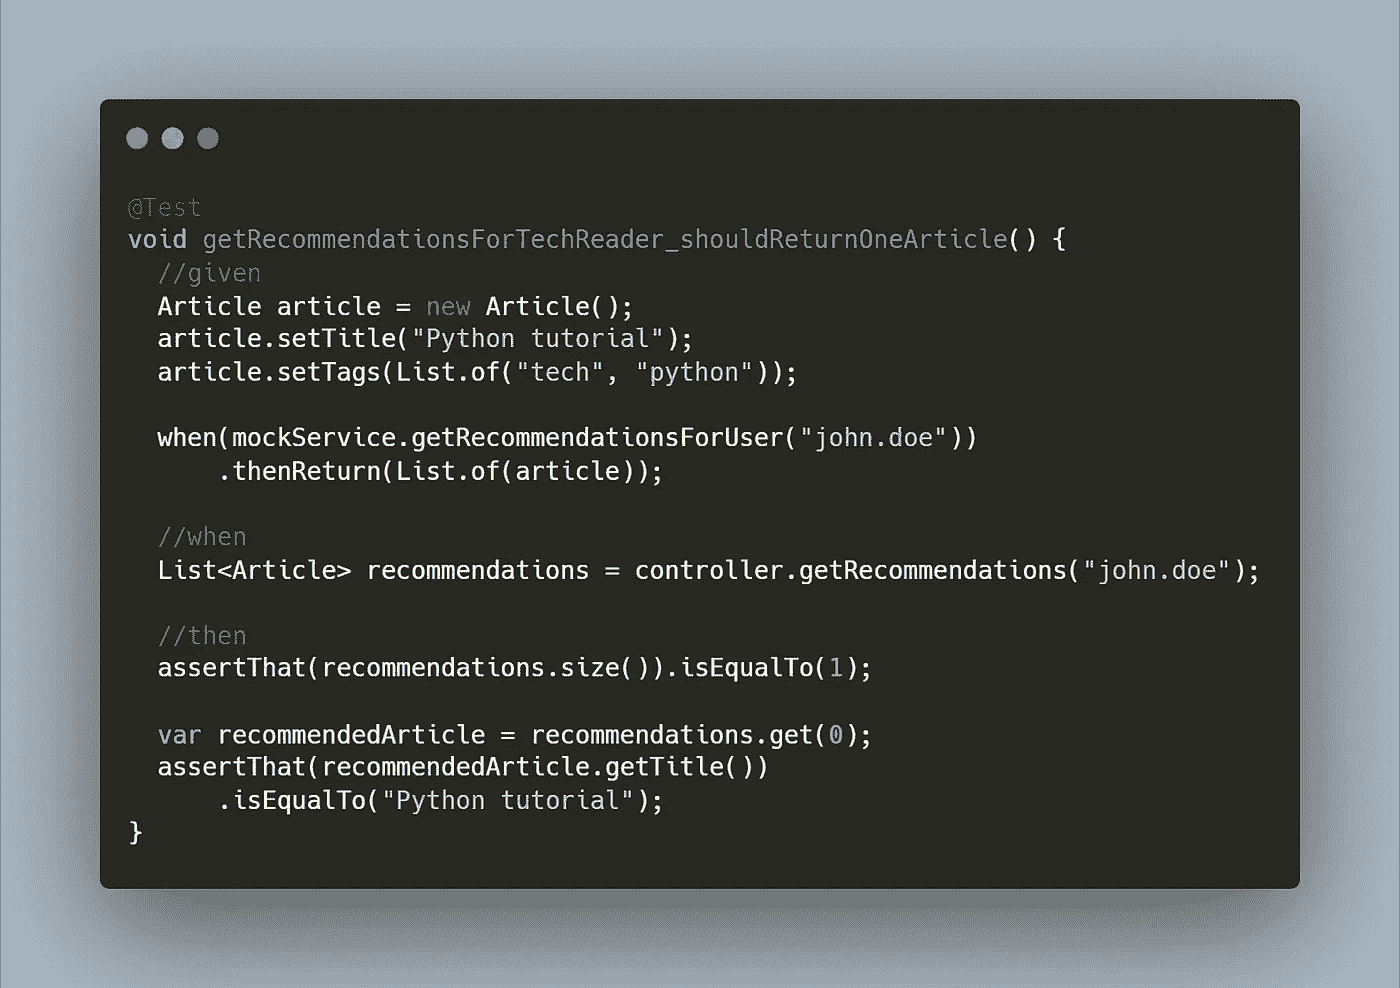 @Test
void getRecommendationsForTechReader_shouldReturnOneArticle() {
  //given
  Article article = new Article();
  article.setTitle("Python tutorial");
  article.setTags(List.of("tech", "python"));

  when(mockService.getRecommendationsForUser("john.doe"))
      .thenReturn(List.of(article));

  //when
  List<Article> recommendations = controller.getRecommendations("john.doe");

  //then
  assertThat(recommendations.size()).isEqualTo(1);

  var recommendedArticle = recommendations.get(0);
  assertThat(recommendedArticle.getTitle())
      .isEqualTo("Python tutorial");
}